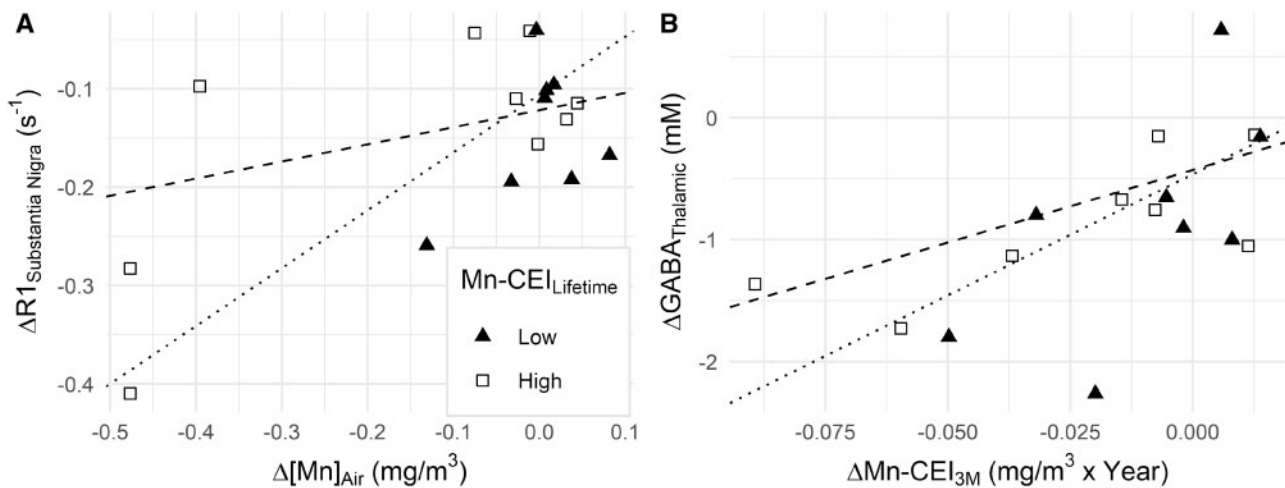 A
ΔR1Substantia Nigra (s-1)
-0.1
-0.2
-0.3
-0.4
-0.5
-0.4
-0.3
-0.2
-0.1
0.0
0.1
Δ[Mn]Air (mg/m3)
Mn-CEILifetime
Low
High
B
ΔGABAThalamic (mM)
0
-1
-2
-0.075
-0.050
-0.025
0.000
ΔMn-CEI3M (mg/m3 x Year)